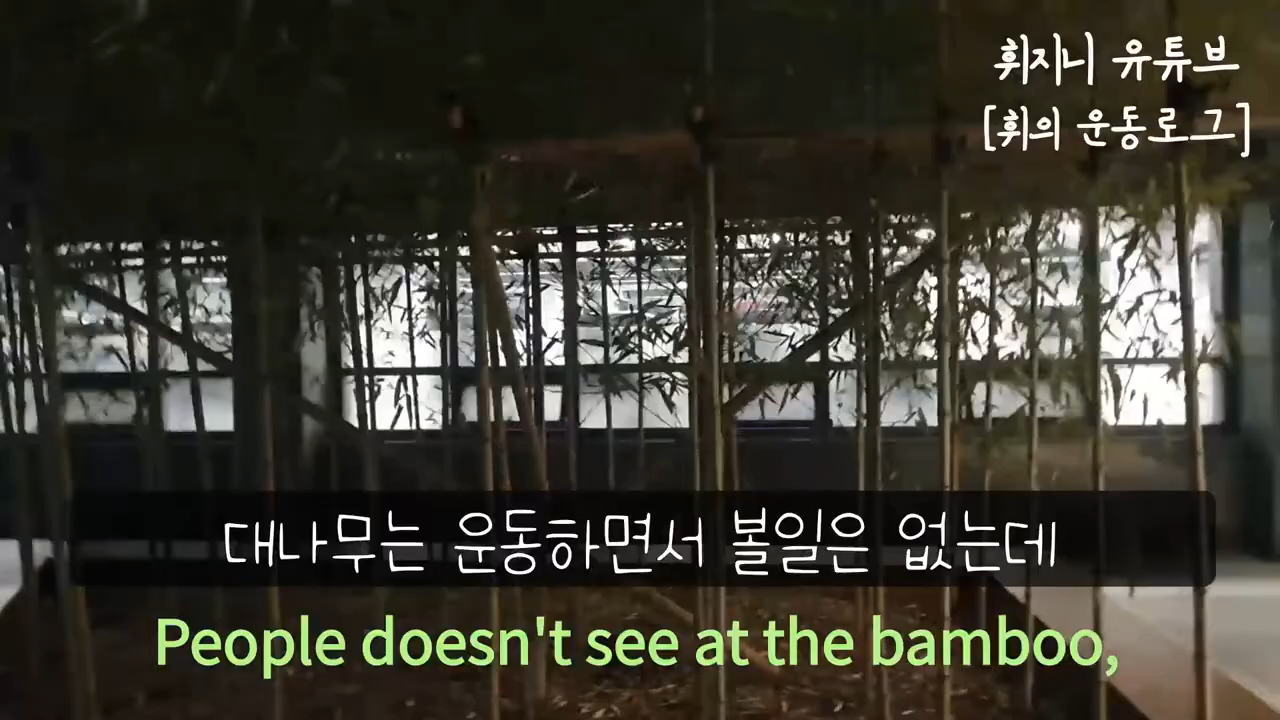 휘지니 유튜브
[휘의 운동로그]
대나무는 운동하면서 볼일은 없는데
People doesn't see at the bamboo,